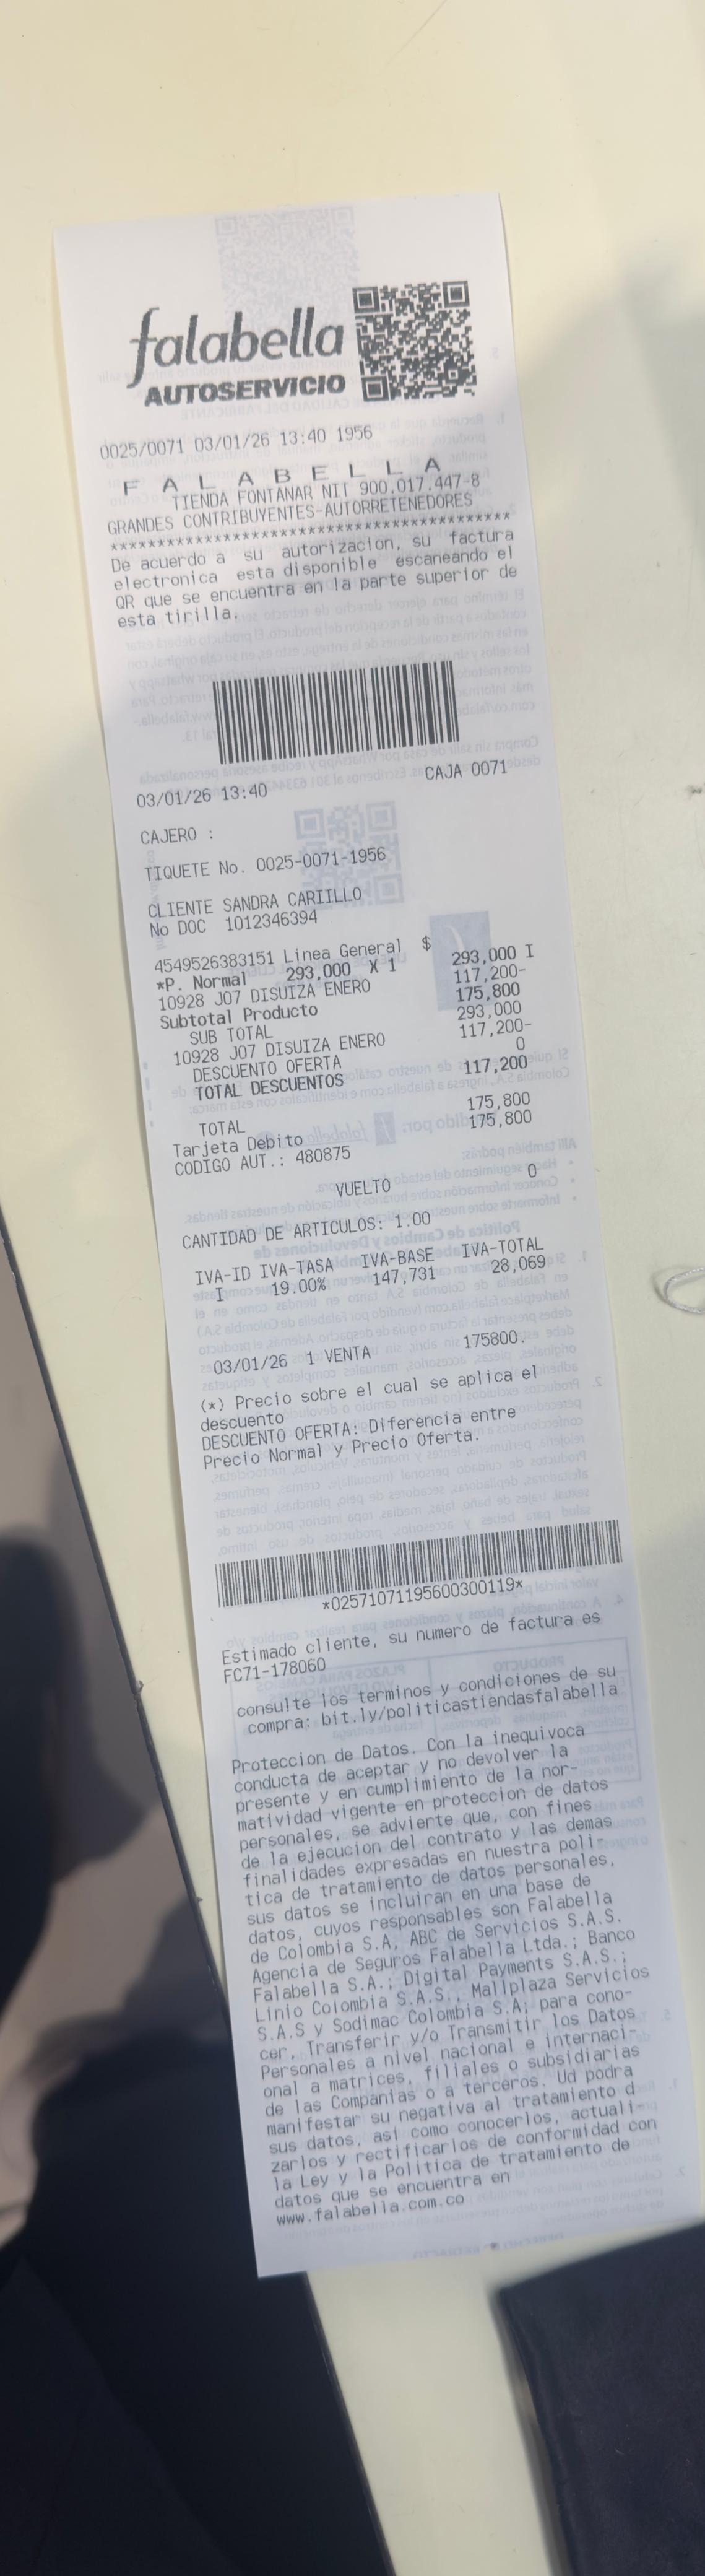 falabella
AUTOSERVICIO
0025/0071 03/01/26 13:40 1956
F A L A B E L L A
TIENDA FONTANAR NIT 900.017.447-8
GRANDES CONTRIBUYENTES-AUTORRETENEDORES
******************************************
De acuerdo a su autorizacion, su factura
electronica esta disponible escaneando el
QR que se encuentra en la parte superior de
esta tirilla.
03/01/26 13:40 CAJA 0071
CAJERO :
TIQUETE No. 0025-0071-1956
CLIENTE SANDRA CARIILLO
No DOC 1012346394
4549526383151 Linea General $
*P. Normal 293,000 X 1 293,000 I
10928 J07 DISUIZA ENERO 117,200-
Subtotal Producto 175,800
SUB TOTAL 293,000
10928 J07 DISUIZA ENERO 117,200-
DESCUENTO OFERTA 0
TOTAL DESCUENTOS 117,200
TOTAL 175,800
Tarjeta Debito 175,800
CODIGO AUT.: 480875
VUELTO 0
CANTIDAD DE ARTICULOS: 1.00
IVA-ID IVA-TASA IVA-BASE IVA-TOTAL
I 19.00% 147,731 28,069
03/01/26 1 VENTA 175800.
(*) Precio sobre el cual se aplica el
descuento
DESCUENTO OFERTA: Diferencia entre
Precio Normal y Precio Oferta.
*02571071195600300119*
Estimado cliente, su numero de factura es
FC71-178060
consulte los terminos y condiciones de su
compra: bit.ly/politicastiendasfalabella
Proteccion de Datos. Con la inequivoca
conducta de aceptar y no devolver la
presente y en cumplimiento de la nor-
matividad vigente en proteccion de datos
personales, se advierte que, con fines
de la ejecucion del contrato y las demas
finalidades expresadas en nuestra poli-
tica de tratamiento de datos personales,
sus datos se incluiran en una base de
datos, cuyos responsables son Falabella
de Colombia S.A, ABC de Servicios S.A.S.
Agencia de Seguros Falabella Ltda.; Banco
Falabella S.A.; Digital Payments S.A.S.;
Linio Colombia S.A.S., Mallplaza Servicios
S.A.S y Sodimac Colombia S.A; para cono-
cer, Transferir y/o Transmitir los Datos
Personales a nivel nacional e internaci-
onal a matrices, filiales o subsidiarias
de las Companias o a terceros. Ud podra
manifestar su negativa al tratamiento d
sus datos, asi como conocerlos, actuali-
zarlos y rectificarlos de conformidad con
la Ley y la Politica de tratamiento de
datos que se encuentra en
www.falabella.com.co